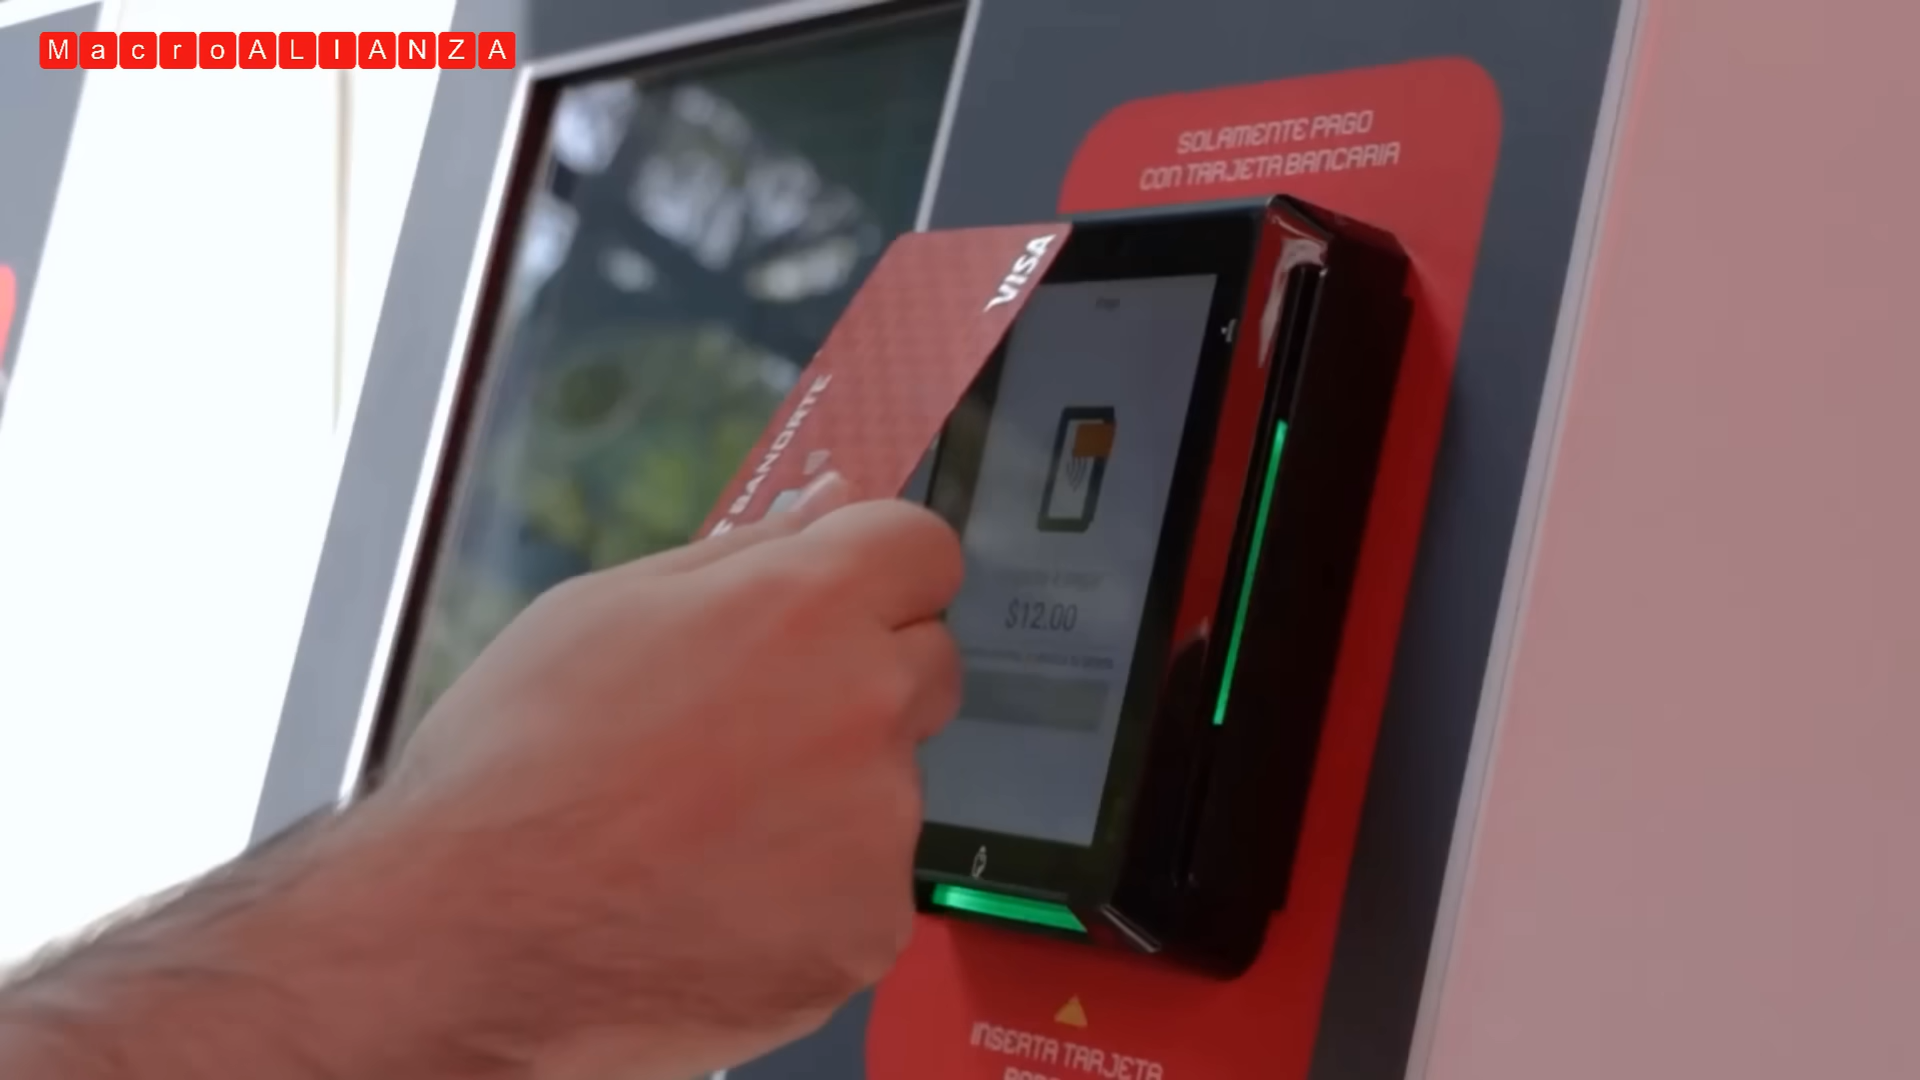 MacroALIANZA
SOLAMENTE PAGO
CON TARJETA BANCARIA
VISA
BANORTE
$12.00
INSERTA TARJETA